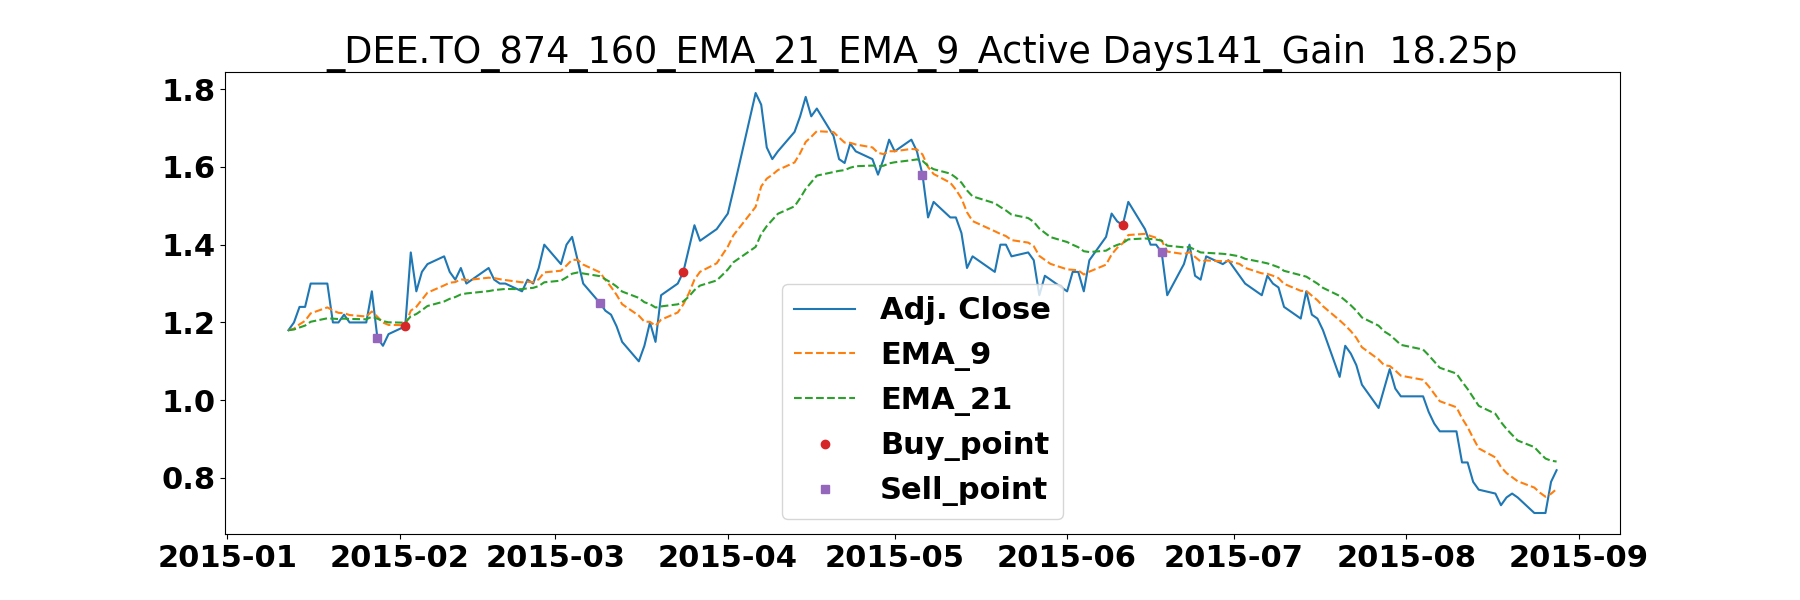 _DEE.TO_874_160_EMA_21_EMA_9_Active Days141_Gain  18.25p
1.8
1.6
1.4
1.2
1.0
0.8
Adj. Close
EMA_9
EMA_21
Buy_point
Sell_point
2015-01 2015-02 2015-03 2015-04 2015-05 2015-06 2015-07 2015-08 2015-09